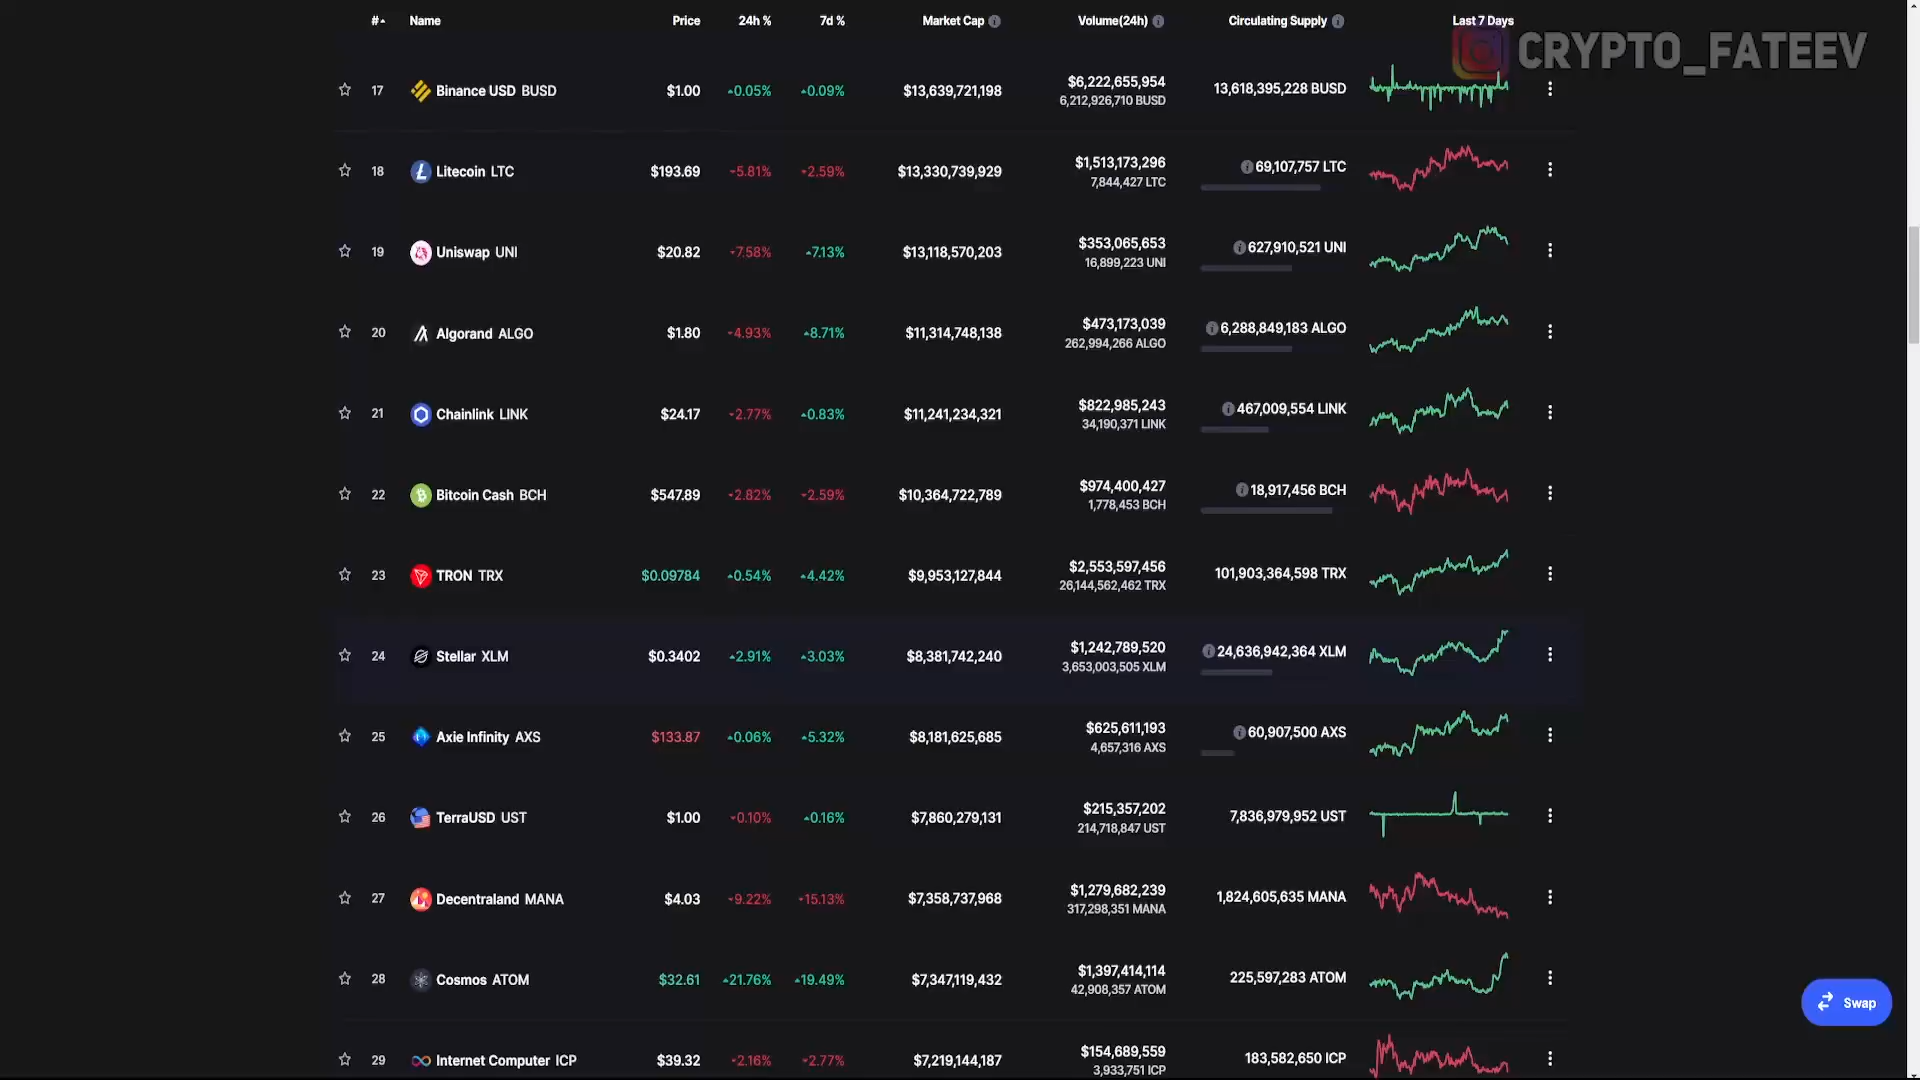 # Name Price 24h % 7d % Market Cap Volume(24h) Circulating Supply Last 7 Days
CRYPTO_FATEEV
17 Binance USD BUSD $1.00 0.05% 0.09% $13,639,721,198 $6,222,655,954 13,618,395,228 BUSD
6,212,926,710 BUSD
18 Litecoin LTC $193.69 5.81% 2.59% $13,330,739,929 $1,513,173,296 69,107,757 LTC
7,844,427 LTC
19 Uniswap UNI $20.82 7.58% 7.13% $13,118,570,203 $353,065,653 627,910,521 UNI
16,899,223 UNI
20 Algorand ALGO $1.80 4.93% 8.71% $11,314,748,138 $473,173,039 6,288,849,183 ALGO
262,994,266 ALGO
21 Chainlink LINK $24.17 2.77% 0.83% $11,241,234,321 $822,985,243 467,009,554 LINK
34,190,371 LINK
22 Bitcoin Cash BCH $547.89 2.82% 2.59% $10,364,722,789 $974,400,427 18,917,456 BCH
1,778,453 BCH
23 TRON TRX $0.09784 0.54% 4.42% $9,953,127,844 $2,553,597,456 101,903,364,598 TRX
26,144,562,462 TRX
24 Stellar XLM $0.3402 2.91% 3.03% $8,381,742,240 $1,242,789,520 24,636,942,364 XLM
3,653,003,505 XLM
25 Axie Infinity AXS $133.87 0.06% 5.32% $8,181,625,685 $625,611,193 60,907,500 AXS
4,657,316 AXS
26 TerraUSD UST $1.00 0.10% 0.16% $7,860,279,131 $215,357,202 7,836,979,952 UST
214,718,847 UST
27 Decentraland MANA $4.03 9.22% 15.13% $7,358,737,968 $1,279,682,239 1,824,605,635 MANA
317,298,351 MANA
28 Cosmos ATOM $32.61 21.76% 19.49% $7,347,119,432 $1,397,414,114 225,597,283 ATOM
42,908,357 ATOM
Swap
29 Internet Computer ICP $39.32 2.16% 2.77% $7,219,144,187 $154,689,559 183,582,650 ICP
3,933,751 ICP